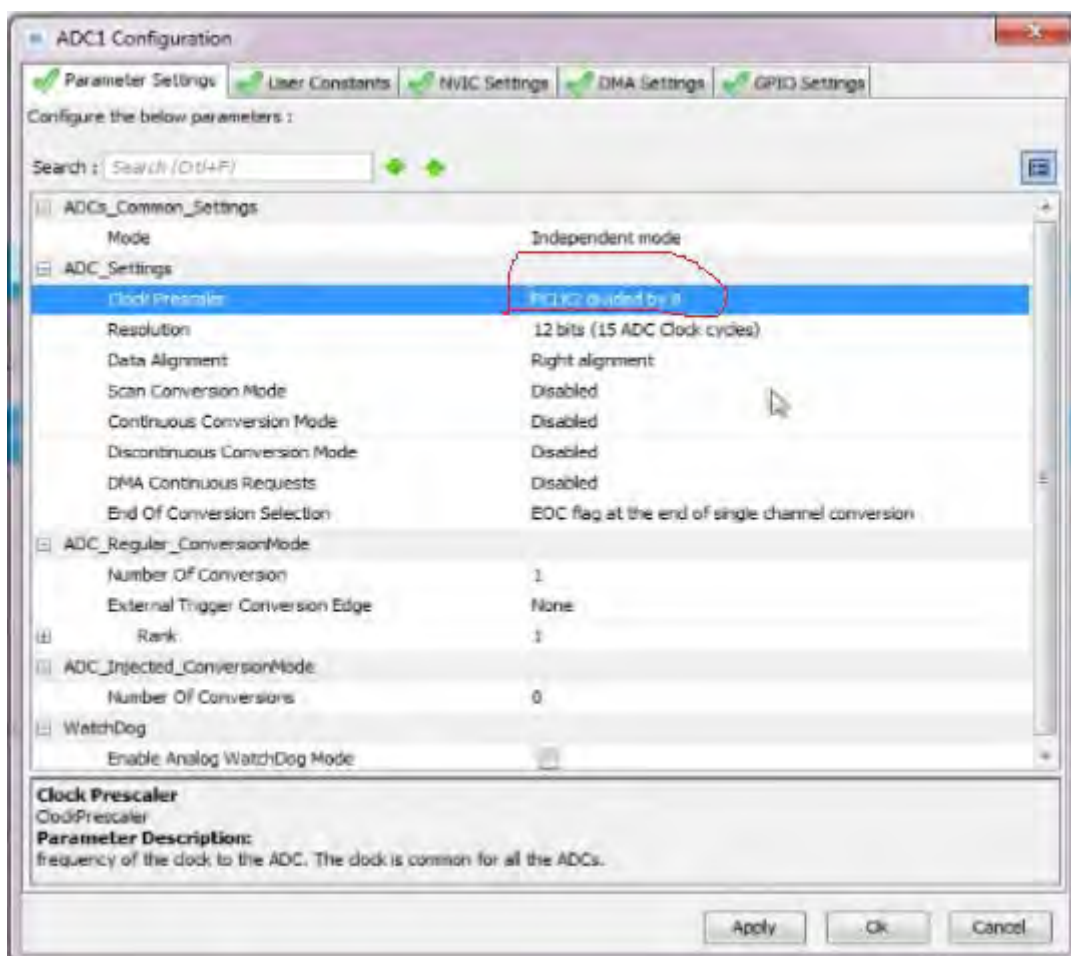 ADC1 Configuration
Parameter Settings User Constants NVIC Settings DMA Settings GPIO Settings
Configure the below parameters :
Search : Search (Crtl+F)
ADCs_Common_Settings
Mode Independent mode
ADC_Settings
Clock Prescaler PCLK2 divided by 8
Resolution 12 bits (15 ADC Clock cycles)
Data Alignment Right alignment
Scan Conversion Mode Disabled
Continuous Conversion Mode Disabled
Discontinuous Conversion Mode Disabled
DMA Continuous Requests Disabled
End Of Conversion Selection EOC flag at the end of single channel conversion
ADC_Regular_ConversionMode
Number Of Conversion 1
External Trigger Conversion Edge None
Rank 1
ADC_Injected_ConversionMode
Number Of Conversions 0
WatchDog
Enable Analog WatchDog Mode
Clock Prescaler
ClockPrescaler
Parameter Description:
frequency of the clock to the ADC. The clock is common for all the ADCs.
Apply Ok Cancel